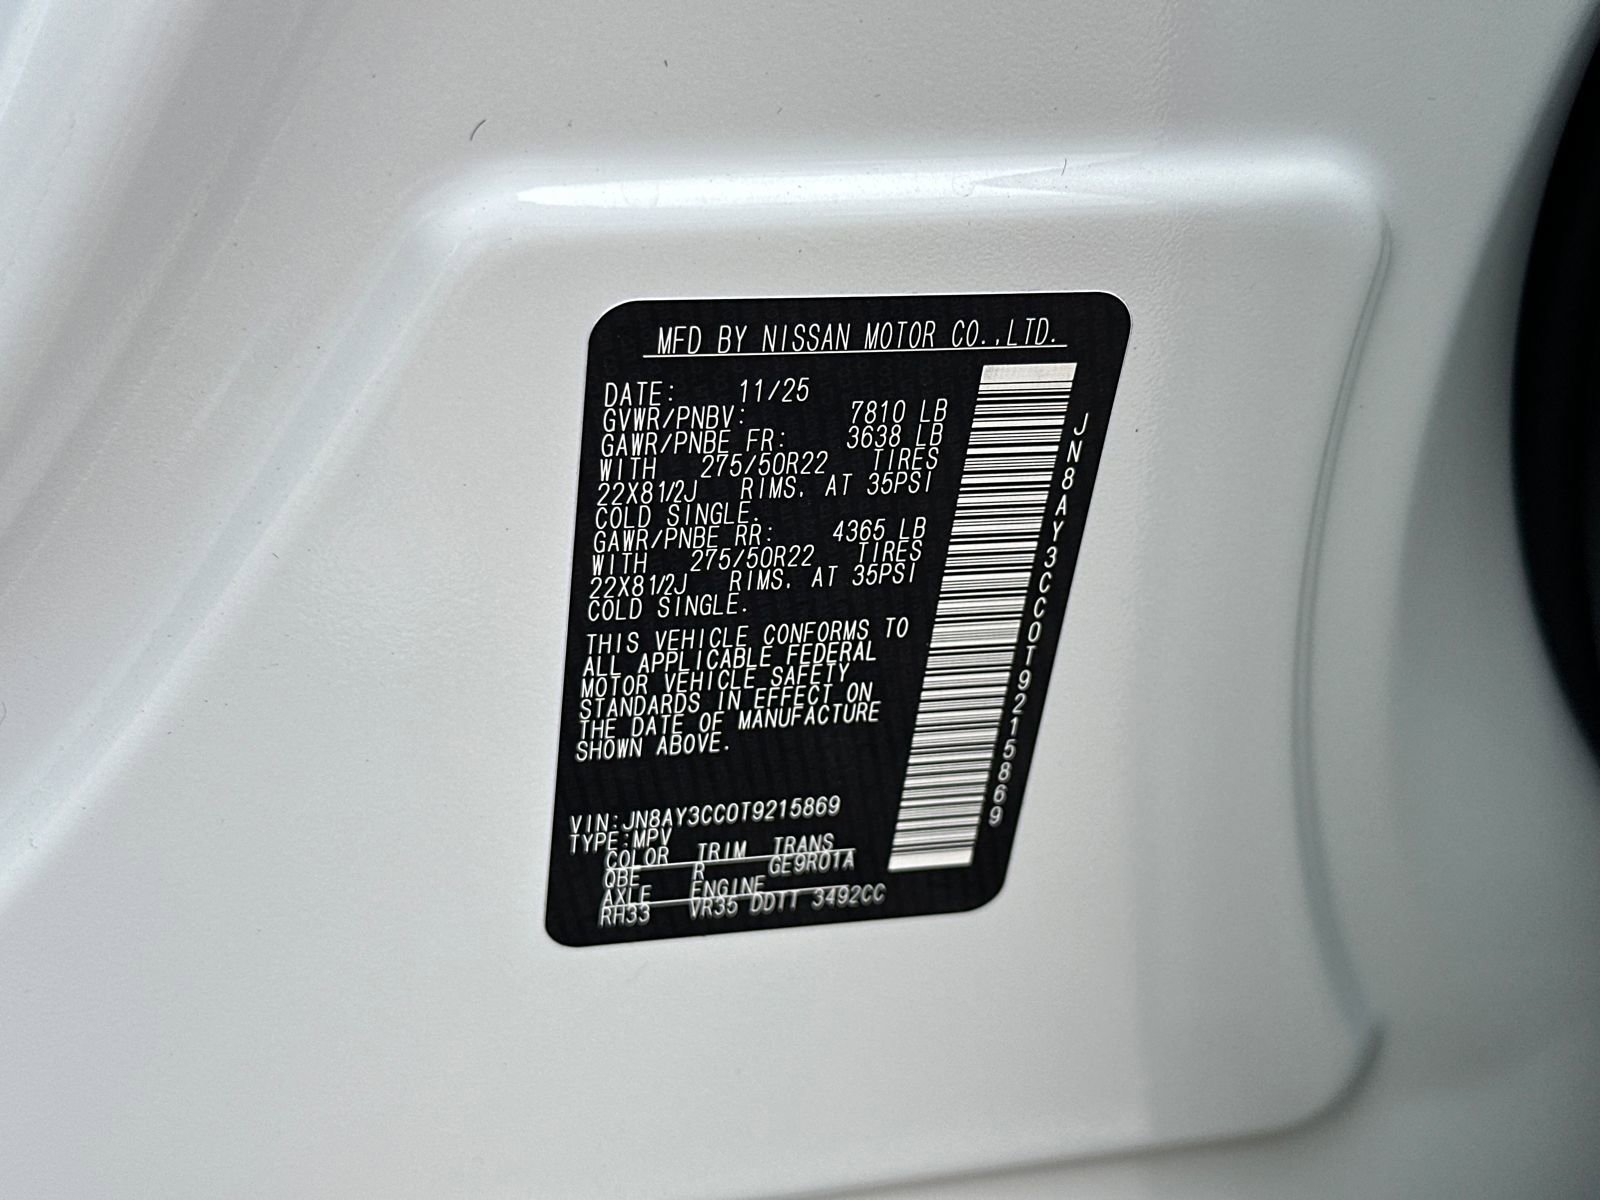 MFD BY NISSAN MOTOR CO.,LTD.
DATE: 11/25
GVWR/PNBV: 7810 LB
GAWR/PNBE FR: 3638 LB
WITH 275/50R22 TIRES
22X81/2J RIMS, AT 35PSI
COLD SINGLE.
GAWR/PNBE RR: 4365 LB
WITH 275/50R22 TIRES
22X81/2J RIMS, AT 35PSI
COLD SINGLE.
THIS VEHICLE CONFORMS TO
ALL APPLICABLE FEDERAL
MOTOR VEHICLE SAFETY
STANDARDS IN EFFECT ON
THE DATE OF MANUFACTURE
SHOWN ABOVE.
VIN:JN8AY3CC0T9215869
TYPE:MPV
COLOR TRIM TRANS
QBE R GE9R01A
AXLE ENGINE
RH33 VR35 DDTT 3492CC
JN8AY3CC0T9215869